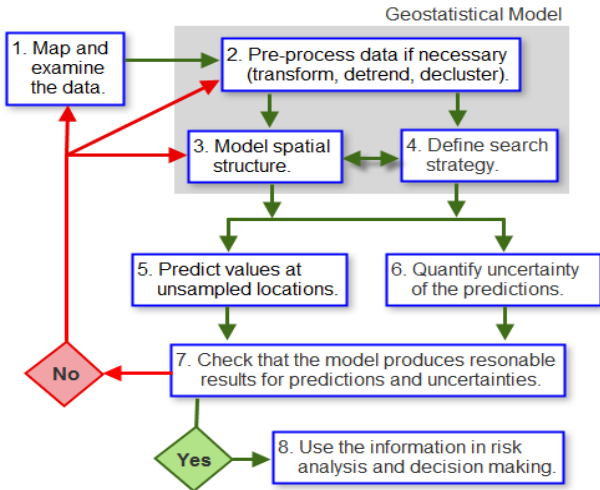 Geostatistical Model
1. Map and
examine
the data.
2. Pre-process data if necessary
(transform, detrend, decluster).
3. Model spatial
structure.
4. Define search
strategy.
5. Predict values at
unsampled locations.
6. Quantify uncertainty
of the predictions.
7. Check that the model produces resonable
results for predictions and uncertainties.
No
Yes
8. Use the information in risk
analysis and decision making.